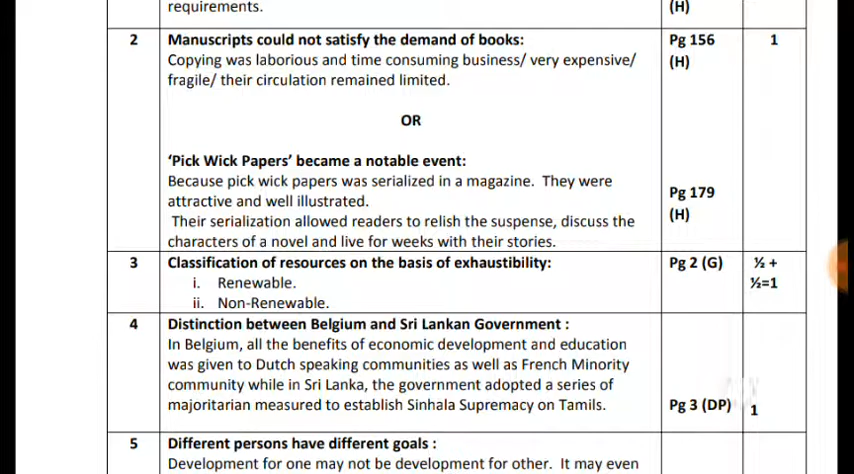 requirements.
(H)
2
Manuscripts could not satisfy the demand of books:
Pg 156
1
Copying was laborious and time consuming business/ very expensive/
(H)
fragile/ their circulation remained limited.
OR
‘Pick Wick Papers’ became a notable event:
Because pick wick papers was serialized in a magazine.  They were
attractive and well illustrated.
Pg 179
(H)
Their serialization allowed readers to relish the suspense, discuss the
characters of a novel and live for weeks with their stories.
3
Classification of resources on the basis of exhaustibility:
Pg 2 (G)
½ +
i. Renewable.
½=1
ii. Non-Renewable.
4
Distinction between Belgium and Sri Lankan Government :
In Belgium, all the benefits of economic development and education
was given to Dutch speaking communities as well as French Minority
community while in Sri Lanka, the government adopted a series of
majoritarian measured to establish Sinhala Supremacy on Tamils.
Pg 3 (DP)
1
5
Different persons have different goals :
Development for one may not be development for other.  It may even